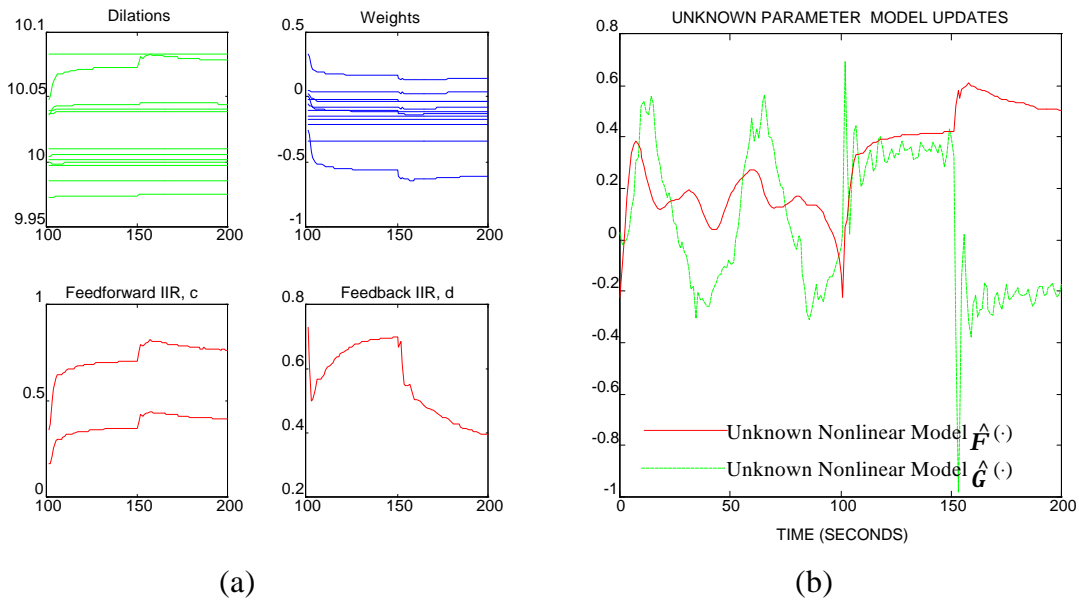 Dilations
10.1
10.05
10
9.95
100 150 200
Weights
0.5
0
-0.5
-1
100 150 200
Feedforward IIR, c
1
0.5
0
100 150 200
Feedback IIR, d
0.8
0.6
0.4
0.2
100 150 200
(a)
UNKNOWN PARAMETER MODEL UPDATES
0.8
0.6
0.4
0.2
0
-0.2
-0.4
-0.6
-0.8
-1
Unknown Nonlinear Model F̂ (·)
Unknown Nonlinear Model Ĝ (·)
0 50 100 150 200
TIME (SECONDS)
(b)